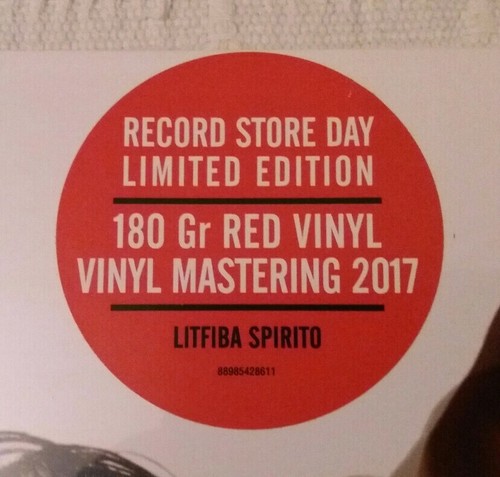 RECORD STORE DAY
LIMITED EDITION
180 Gr RED VINYL
VINYL MASTERING 2017
LITFIBA SPIRITO
88985428611